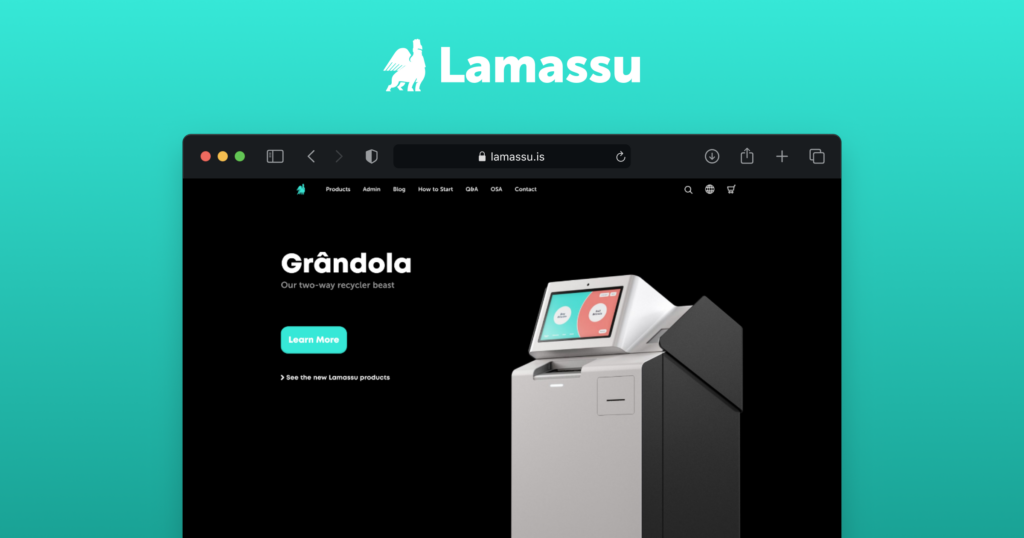 Lamassu
lamassu.is
Products Admin Blog How to Start Q&A OSA Contact
Grândola
Our two-way recycler beast
Learn More
See the new Lamassu products